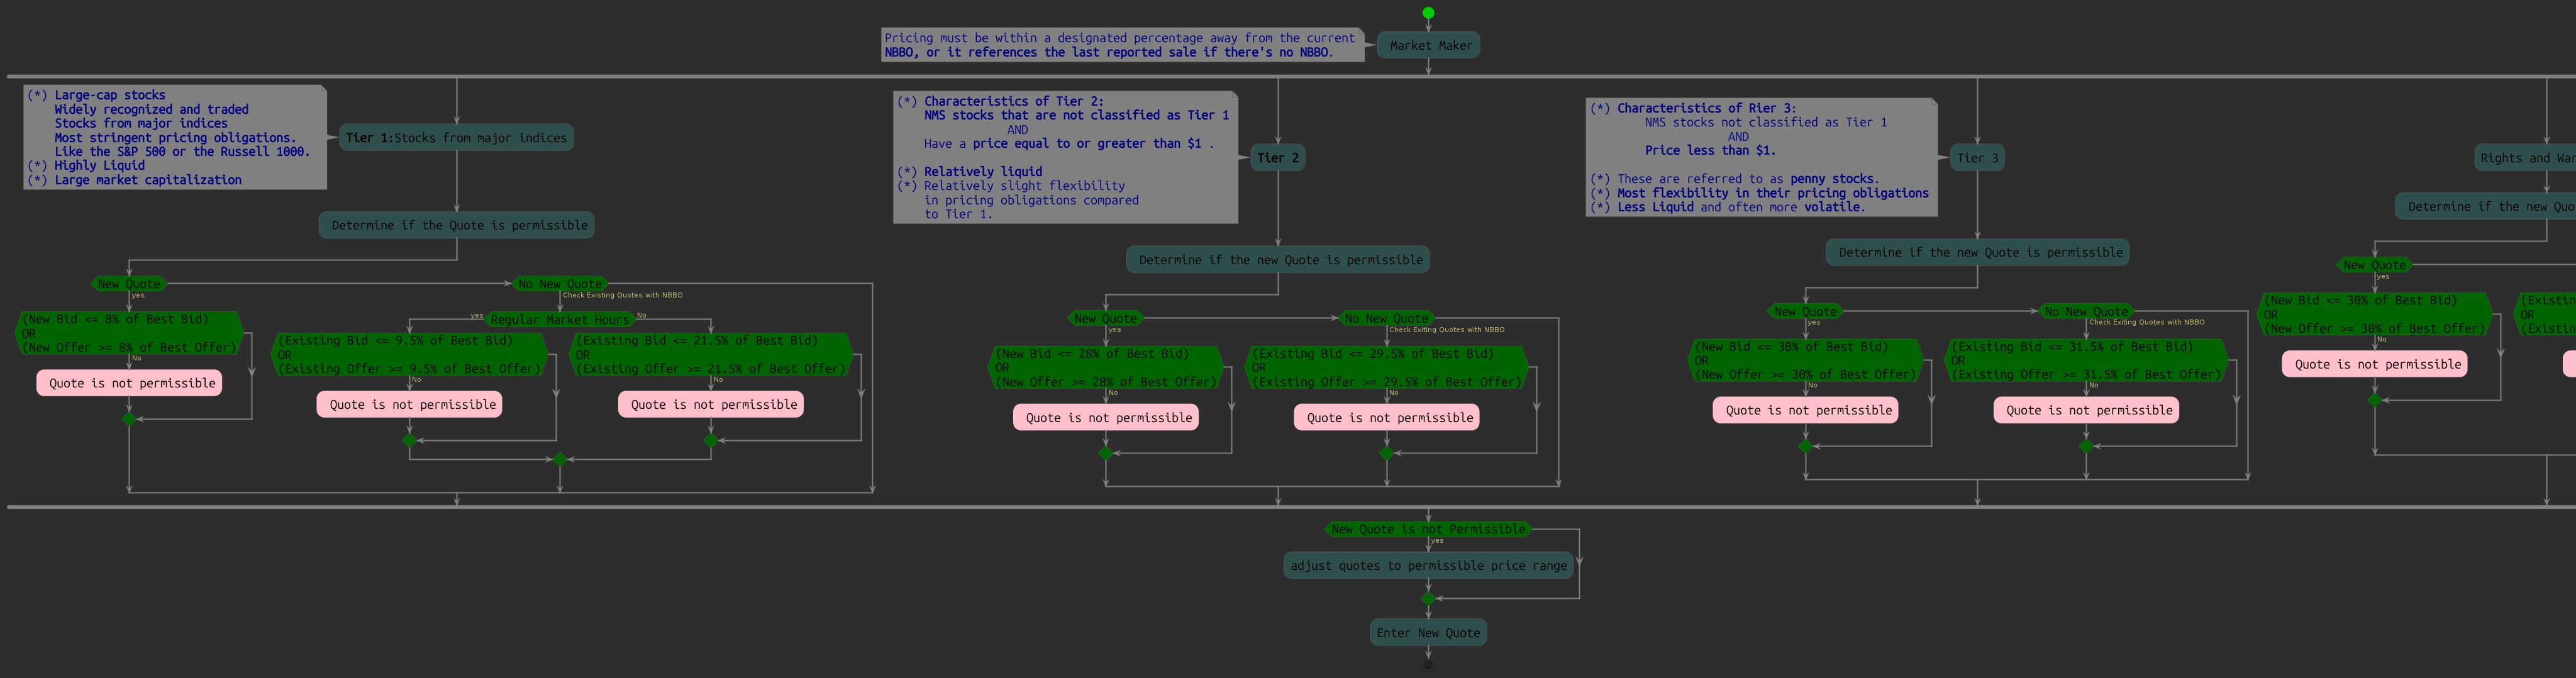 Pricing must be within a designated percentage away from the current
NBBO, or it references the last reported sale if there's no NBBO.
Market Maker
(*) Large-cap stocks
Widely recognized and traded
Stocks from major indices
Most stringent pricing obligations.
Like the S&P 500 or the Russell 1000.
(*) Highly Liquid
(*) Large market capitalization
Tier 1:Stocks from major indices
Determine if the Quote is permissible
New Quote
yes
(New Bid <= 8% of Best Bid)
OR
(New Offer >= 8% of Best Offer)
No
Quote is not permissible
No New Quote
Check Existing Quotes with NBBO
yes
Regular Market Hours
No
(Existing Bid <= 9.5% of Best Bid)
OR
(Existing Offer >= 9.5% of Best Offer)
No
Quote is not permissible
(Existing Bid <= 21.5% of Best Bid)
OR
(Existing Offer >= 21.5% of Best Offer)
No
Quote is not permissible
(*) Characteristics of Tier 2:
NMS stocks that are not classified as Tier 1
AND
Have a price equal to or greater than $1 .
(*) Relatively liquid
(*) Relatively slight flexibility
in pricing obligations compared
to Tier 1.
Tier 2
Determine if the new Quote is permissible
New Quote
yes
(New Bid <= 28% of Best Bid)
OR
(New Offer >= 28% of Best Offer)
No
Quote is not permissible
No New Quote
Check Exiting Quotes with NBBO
(Existing Bid <= 29.5% of Best Bid)
OR
(Existing Offer >= 29.5% of Best Offer)
No
Quote is not permissible
(*) Characteristics of Rier 3:
NMS stocks not classified as Tier 1
AND
Price less than $1.
(*) These are referred to as penny stocks.
(*) Most flexibility in their pricing obligations
(*) Less Liquid and often more volatile.
Tier 3
Determine if the new Quote is permissible
New Quote
yes
(New Bid <= 30% of Best Bid)
OR
(New Offer >= 30% of Best Offer)
No
Quote is not permissible
No New Quote
Check Existing Quotes with NBBO
(Existing Bid <= 31.5% of Best Bid)
OR
(Existing Offer >= 31.5% of Best Offer)
No
Quote is not permissible
Rights and War
Determine if the new Quo
New Quote
yes
(New Bid <= 30% of Best Bid)
OR
(New Offer >= 30% of Best Offer)
No
Quote is not permissible
(Existin
OR
(Existin
New Quote is not Permissible
yes
adjust quotes to permissible price range
Enter New Quote